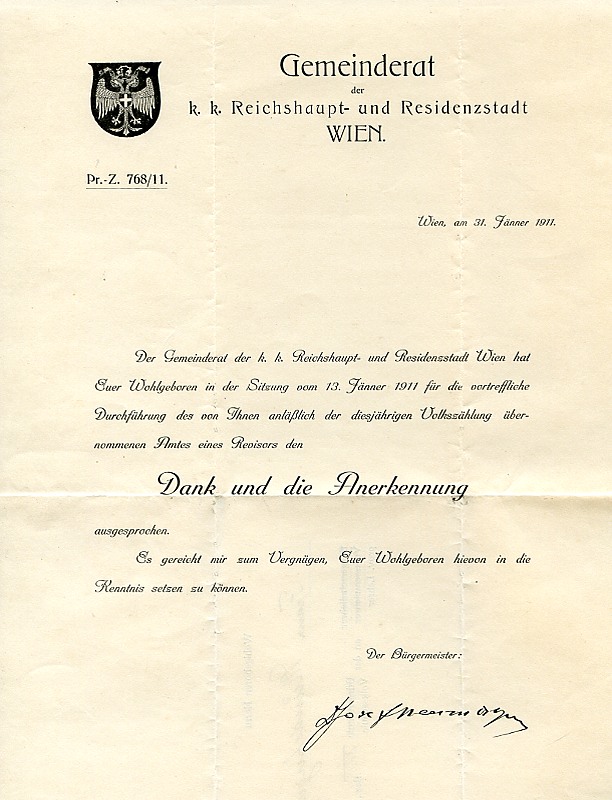 Gemeinderat
der
k. k. Reichshaupt- und Residenzstadt
WIEN.
Pr.-Z. 768/11.
Wien, am 31. Jänner 1911.
Der Gemeinderat der k. k. Reichshaupt- und Residenzstadt Wien hat
Euer Wohlgeboren in der Sitzung vom 13. Jänner 1911 für die vortreffliche
Durchführung des von Ihnen anläßlich der diesjährigen Volkszählung über-
nommenen Amtes eines Revisors den
Dank und die Anerkennung
ausgesprochen.
Es gereicht mir zum Vergnügen, Euer Wohlgeboren hievon in die
Kenntnis setzen zu können.
Der Bürgermeister: